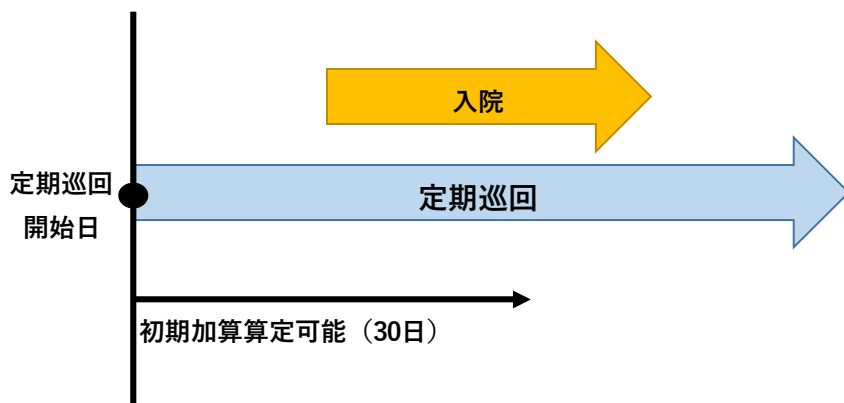 入院
定期巡回
開始日
定期巡回
初期加算算定可能（30日）